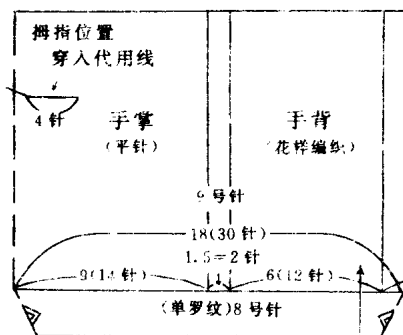 拇指位置
穿入代用线
4针
手掌
(平针)
手背
(花样编织)
9号针
18(30针)
1.5=2针
9(14针)
1
6(12针)
(单罗纹)8号针